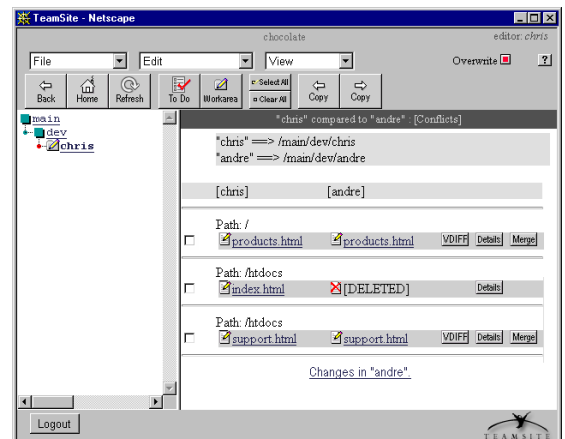 TeamSite - Netscape
chocolate editor: chris
File Edit View Overwrite ?
Back Home Refresh To Do Workarea Select All Clear All Copy Copy
main
dev
chris
"chris" compared to "andre" : [Conflicts]
"chris" ==> /main/dev/chris
"andre" ==> /main/dev/andre
[chris] [andre]
Path: /
products.html products.html VDIFF Details Merge
Path: /htdocs
index.html [DELETED] Details
Path: /htdocs
support.html support.html VDIFF Details Merge
Changes in "andre".
Logout
TEAMSITE